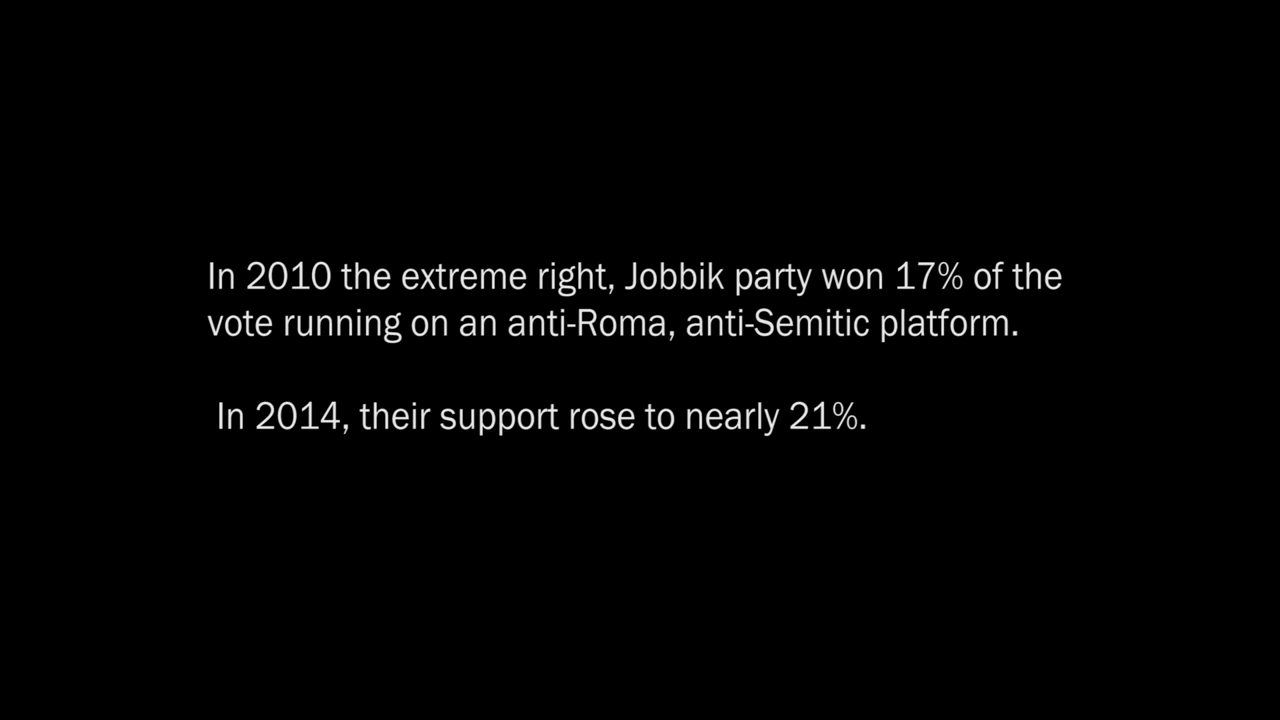 In 2010 the extreme right, Jobbik party won 17% of the
vote running on an anti-Roma, anti-Semitic platform.
In 2014, their support rose to nearly 21%.